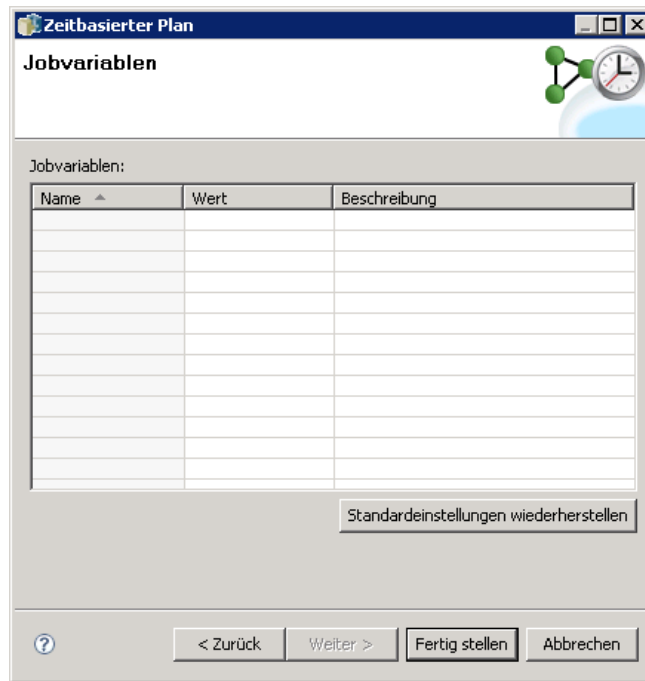 Zeitbasierter Plan
Jobvariablen
Jobvariablen:
Name Wert Beschreibung
Standardeinstellungen wiederherstellen
? < Zurück Weiter > Fertig stellen Abbrechen